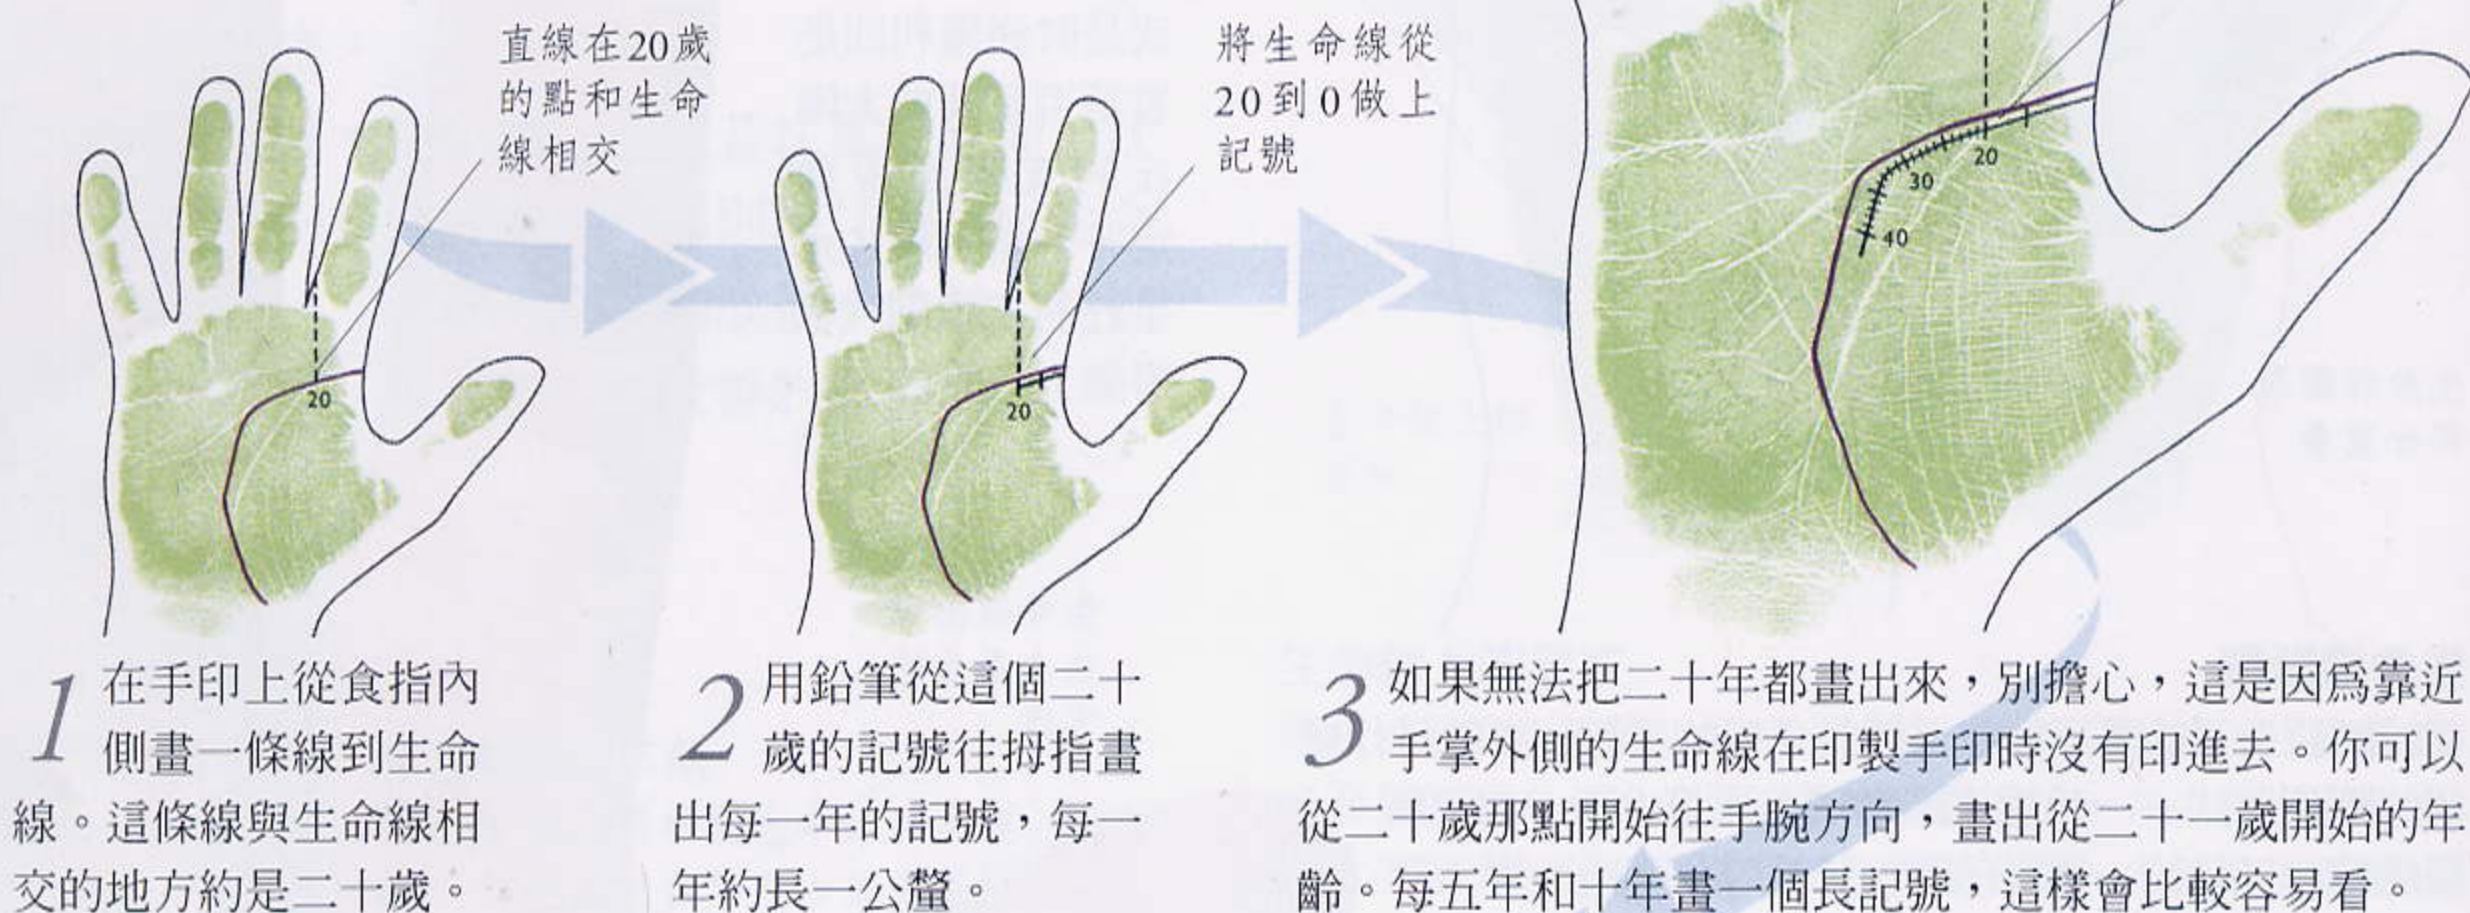 直線在20歲
的點和生命
線相交
20
將生命線從
20到0做上
記號
20
20
30
40
1 在手印上從食指內
側畫一條線到生命
線。這條線與生命線相
交的地方約是二十歲。
2 用鉛筆從這個二十
歲的記號往拇指畫
出每一年的記號，每一
年約長一公釐。
3 如果無法把二十年都畫出來，別擔心，這是因爲靠近
手掌外側的生命線在印製手印時沒有印進去。你可以
從二十歲那點開始往手腕方向，畫出從二十一歲開始的年
齡。每五年和十年畫一個長記號，這樣會比較容易看。